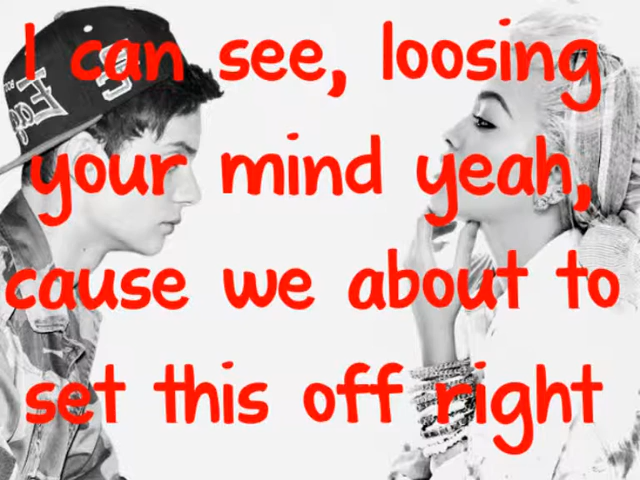 I can see, loosing
your mind yeah,
cause we about to
set this off right